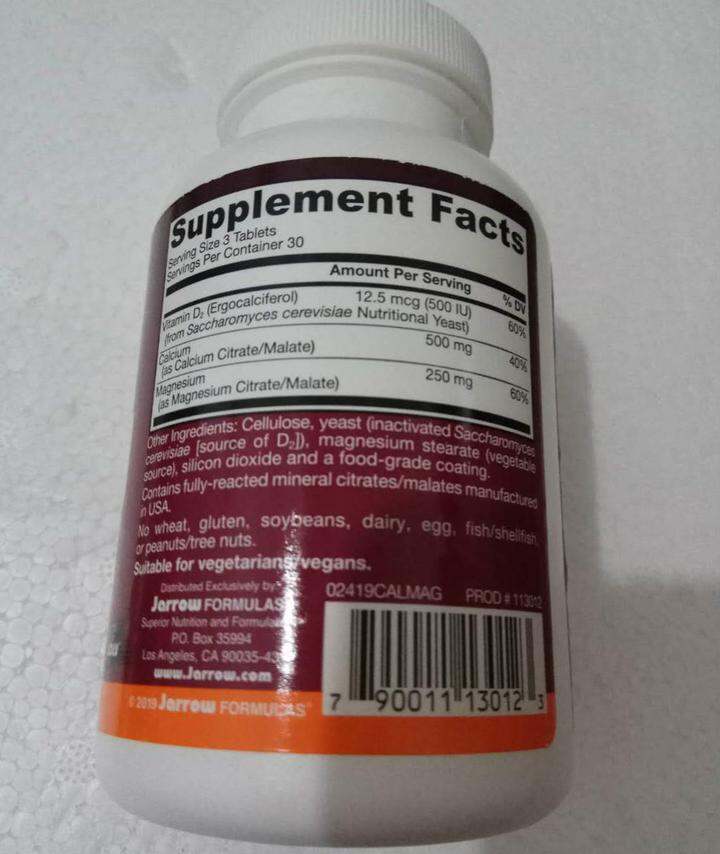 Supplement Facts
Serving Size 3 Tablets
Servings Per Container 30
Amount Per Serving % DV
Vitamin D₂ (Ergocalciferol) 12.5 mcg (500 IU) 60%
(from Saccharomyces cerevisiae Nutritional Yeast)
Calcium 500 mg 40%
(as Calcium Citrate/Malate)
Magnesium 250 mg 60%
(as Magnesium Citrate/Malate)
Other Ingredients: Cellulose, yeast (inactivated Saccharomyces
cerevisiae [source of D₂]), magnesium stearate (vegetable
source), silicon dioxide and a food-grade coating.
Contains fully-reacted mineral citrates/malates manufactured
in USA.
No wheat, gluten, soybeans, dairy, egg, fish/shellfish,
or peanuts/tree nuts.
Suitable for vegetarians/vegans.
Distributed Exclusively by
Jarrow FORMULAS
Superior Nutrition and
P.O. Box 35994
Los Angeles, CA 90035
www.Jarrow.com
02419CALMAG PROD # 113012
7 90011 13012 3
© 2019 Jarrow FORMULAS